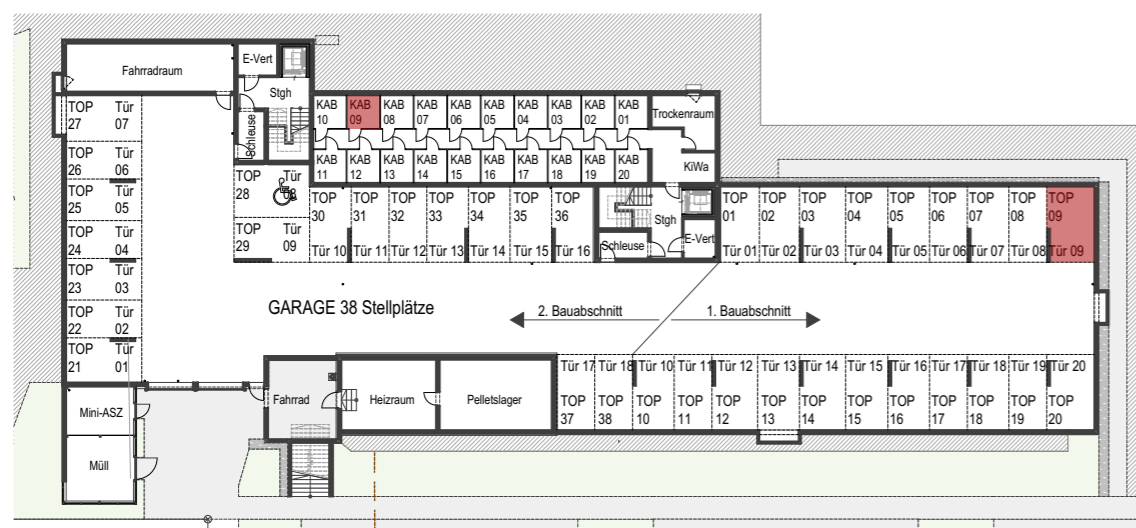 E-Vert
Fahrradraum
Stgh
Schleuse
KAB 10
KAB 09
KAB 08
KAB 07
KAB 06
KAB 05
KAB 04
KAB 03
KAB 02
KAB 01
Trockenraum
KAB 11
KAB 12
KAB 13
KAB 14
KAB 15
KAB 16
KAB 17
KAB 18
KAB 19
KAB 20
KiWa
TOP 27 Tür 07
TOP 26 Tür 06
TOP 25 Tür 05
TOP 24 Tür 04
TOP 23 Tür 03
TOP 22 Tür 02
TOP 21 Tür 01
TOP 28 Tür 08
TOP 29 Tür 09
TOP 30 Tür 10
TOP 31 Tür 11
TOP 32 Tür 12
TOP 33 Tür 13
TOP 34 Tür 14
TOP 35 Tür 15
TOP 36 Tür 16
Stgh
Schleuse
E-Vert
TOP 01 Tür 01
TOP 02 Tür 02
TOP 03 Tür 03
TOP 04 Tür 04
TOP 05 Tür 05
TOP 06 Tür 06
TOP 07 Tür 07
TOP 08 Tür 08
TOP 09 Tür 09
GARAGE 38 Stellplätze
2. Bauabschnitt
1. Bauabschnitt
Tür 17 TOP 37
Tür 18 TOP 38
Tür 10 TOP 10
Tür 11 TOP 11
Tür 12 TOP 12
Tür 13 TOP 13
Tür 14 TOP 14
Tür 15 TOP 15
Tür 16 TOP 16
Tür 17 TOP 17
Tür 18 TOP 18
Tür 19 TOP 19
Tür 20 TOP 20
Fahrrad
Heizraum
Pelletslager
Mini-ASZ
Müll